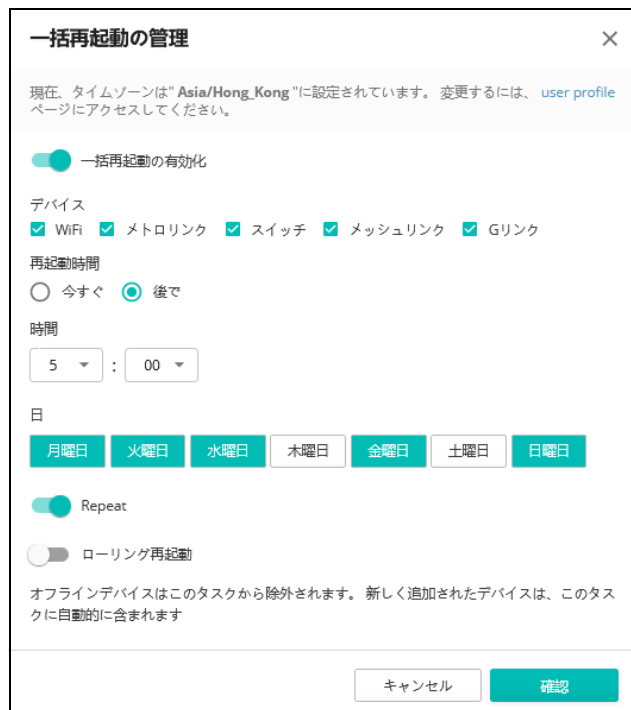 一括再起動の管理
現在、タイムゾーンは" Asia/Hong_Kong "に設定されています。 変更するには、 user profile
ページにアクセスしてください。
一括再起動の有効化
デバイス
WiFi メトロリンク スイッチ メッシュリンク Gリンク
再起動時間
今すぐ 後で
時間
5 : 00
日
月曜日 火曜日 水曜日 木曜日 金曜日 土曜日 日曜日
Repeat
ローリング再起動
オフラインデバイスはこのタスクから除外されます。 新しく追加されたデバイスは、このタス
クに自動的に含まれます
キャンセル 確認